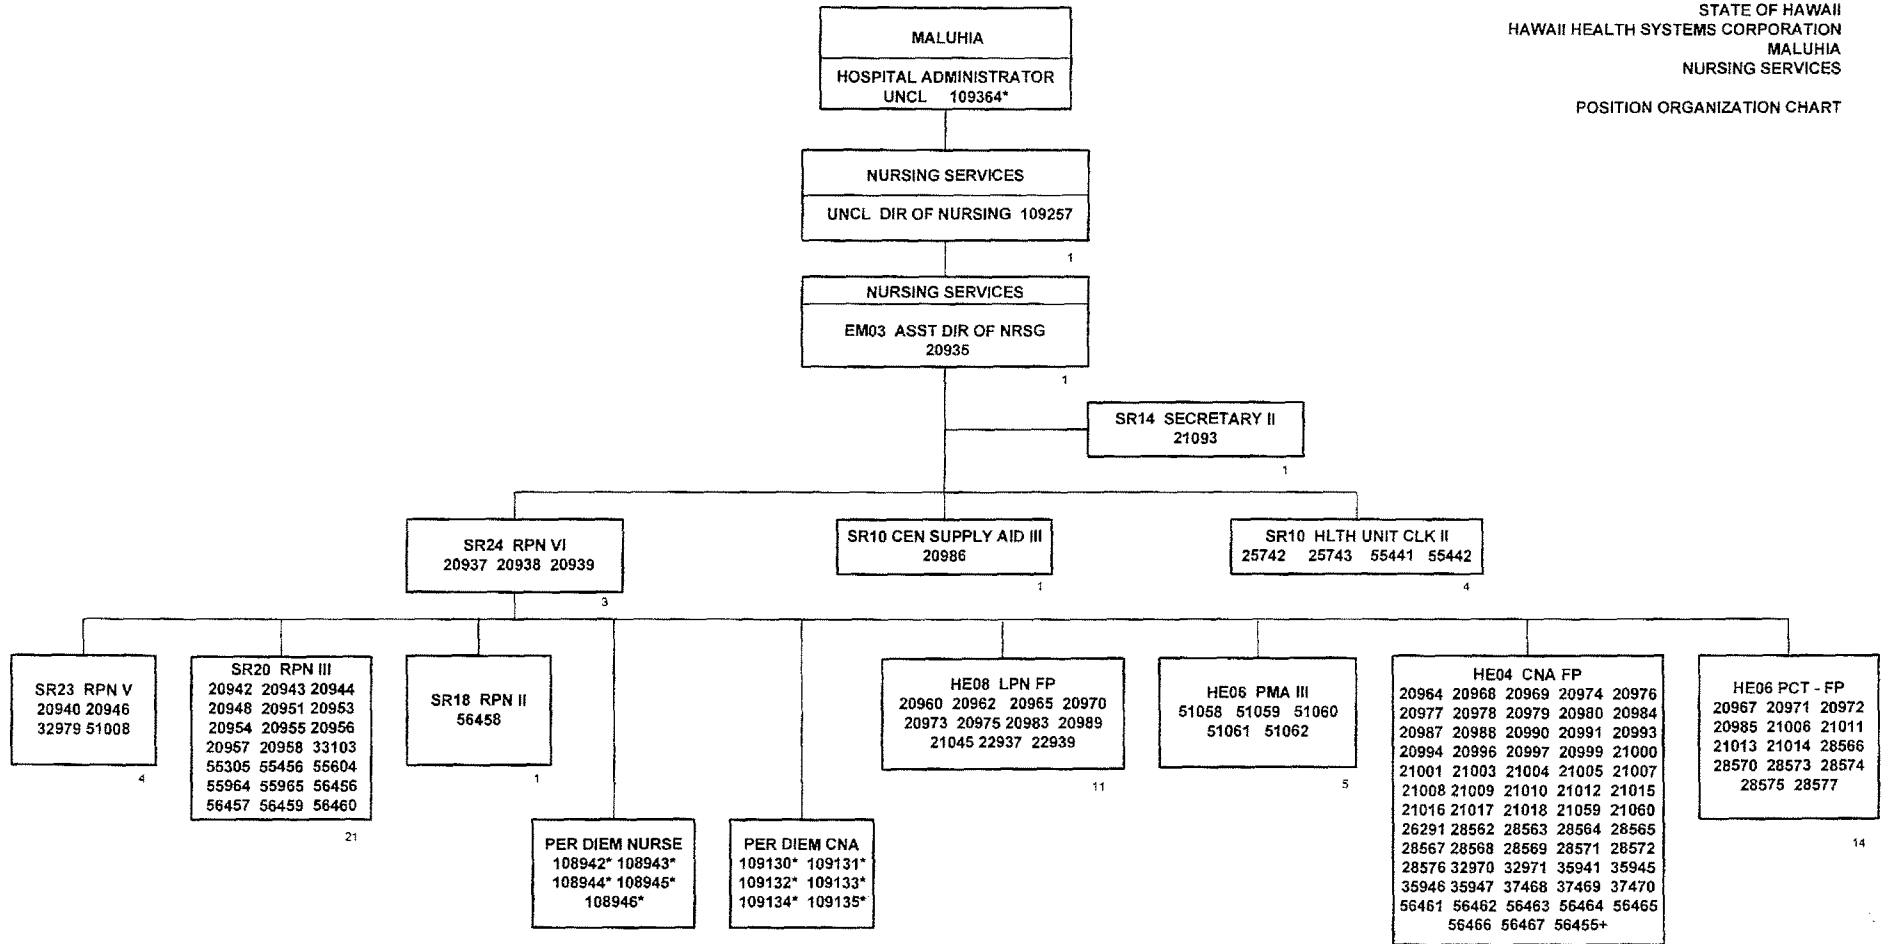 STATE OF HAWAII
HAWAII HEALTH SYSTEMS CORPORATION
MALUHIA
NURSING SERVICES
POSITION ORGANIZATION CHART
MALUHIA
HOSPITAL ADMINISTRATOR
UNCL 109364*
NURSING SERVICES
UNCL DIR OF NURSING 109257
1
NURSING SERVICES
EM03 ASST DIR OF NRSG
20935
1
SR14 SECRETARY II
21093
1
SR24 RPN VI
20937 20938 20939
3
SR10 CEN SUPPLY AID III
20986
1
SR10 HLTH UNIT CLK II
25742 25743 55441 55442
4
SR23 RPN V
20940 20946
32979 51008
4
SR20 RPN III
20942 20943 20944
20948 20951 20953
20954 20955 20956
20957 20958 33103
55305 55456 55604
55964 55965 56456
56457 56459 56460
21
SR18 RPN II
56458
1
PER DIEM NURSE
108942* 108943*
108944* 108945*
108946*
PER DIEM CNA
109130* 109131*
109132* 109133*
109134* 109135*
HE08 LPN FP
20960 20962 20965 20970
20973 20975 20983 20989
21045 22937 22939
11
HE06 PMA III
51058 51059 51060
51061 51062
5
HE04 CNA FP
20964 20968 20969 20974 20976
20977 20978 20979 20980 20984
20987 20988 20990 20991 20993
20994 20996 20997 20999 21000
21001 21003 21004 21005 21007
21008 21009 21010 21012 21015
21016 21017 21018 21059 21060
26291 28562 28563 28564 28565
28567 28568 28569 28571 28572
28576 32970 32971 35941 35945
35946 35947 37468 37469 37470
56461 56462 56463 56464 56465
56466 56467 56455+
HE06 PCT - FP
20967 20971 20972
20985 21006 21011
21013 21014 28566
28570 28573 28574
28575 28577
14